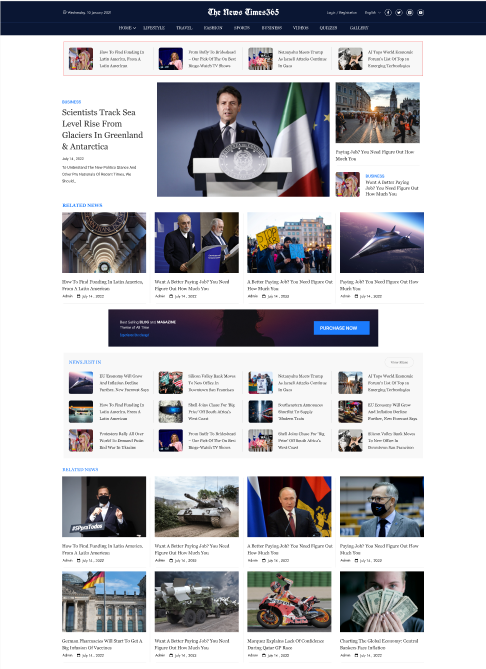 Wednesday, 10 January 2023
The News Times365
Login / Registration
English
HOME
LIFESTYLE
TRAVEL
FASHION
SPORTS
BUSINESS
VIDEOS
QUIZZES
GALLERY
How To Find Funding In
Latin America, From A
Latin American
From Dolly To Bridesimal
– Our Pick Of The On Best
Binge-Watch TV Shows
Netanyahu Meets Trump
As Israeli Attacks Continue
In Gaza
AI Tops World Economic
Forum's List Of Top 10
Emerging Technologies
BUSINESS
Scientists Track Sea
Level Rise From
Glaciers In Greenland
& Antarctica
July 14, 2022
To Understand The New Politics Stance And
Other Pro Nationals Of Recent Times, We
Should...
Paying Job? You Need Figure Out How
Much You
BUSINESS
Want A Better Paying
Job? You Need Figure Out
How Much You
RELATED NEWS
How To Find Funding In Latin America,
From A Latin American
Admin July 14, 2022
Want A Better Paying Job? You Need
Figure Out How Much You
Admin July 14, 2022
A Better Paying Job? You Need Figure Out
How Much You
Admin July 14, 2022
Paying Job? You Need Figure Out How
Much You
Admin July 14, 2022
Best Selling BLOG and MAGAZINE
Theme of All Time
PURCHASE NOW
NEWS JUST IN
View More
EU Economy Will Grow
And Inflation Decline
Further, New Forecast Says
Silicon Valley Bank Moves
To New Office In
Downtown San Francisco
Netanyahu Meets Trump
As Israeli Attacks Continue
In Gaza
AI Tops World Economic
Forum's List Of Top 10
Emerging Technologies
How To Find Funding In
Latin America, From A
Latin American
Shell Joins Chase For 'Big
Prize' Off South Africa's
West Coast
Southeastern Announces
Shortlist To Supply
Modern Train
EU Economy Will Grow
And Inflation Decline
Further, New Forecast Says
Protesters Rally All Over
World To Demand Putin
End War In Ukraine
From Dolly To Bridesimal
– Our Pick Of The On Best
Binge-Watch TV Shows
Shell Joins Chase For 'Big
Prize' Off South Africa's
West Coast
Silicon Valley Bank Moves
To New Office In
Downtown San Francisco
RELATED NEWS
#SPyraTodos
How To Find Funding In Latin America,
From A Latin American
Admin July 14, 2022
Want A Better Paying Job? You Need
Figure Out How Much You
Admin July 14, 2022
A Better Paying Job? You Need Figure Out
How Much You
Admin July 14, 2022
Paying Job? You Need Figure Out How
Much You
Admin July 14, 2022
German Pharmacies Will Start To Get A
Big Infusion Of Vaccines
Admin July 14, 2022
Want A Better Paying Job? You Need
Figure Out How Much You
Admin July 14, 2022
Marquez Explains Lack Of Confidence
During Qatar GP Race
Admin July 14, 2022
Charting The Global Economy: Central
Bankers Face Inflation
Admin July 14, 2022